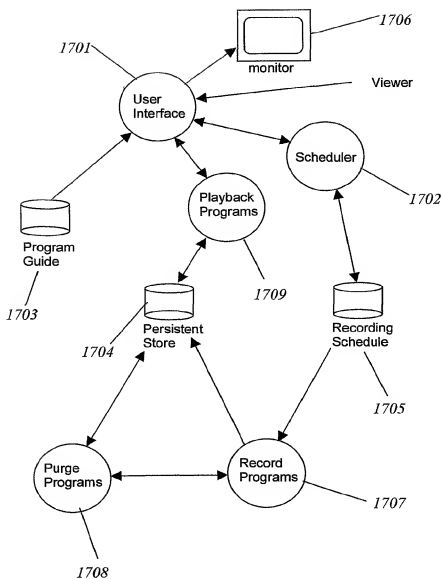 1706
1701
monitor
User
Interface
Viewer
Scheduler
Playback
Programs
1702
Program
Guide
1709
1703
1704
Persistent
Store
Recording
Schedule
1705
Purge
Programs
Record
Programs
1707
1708